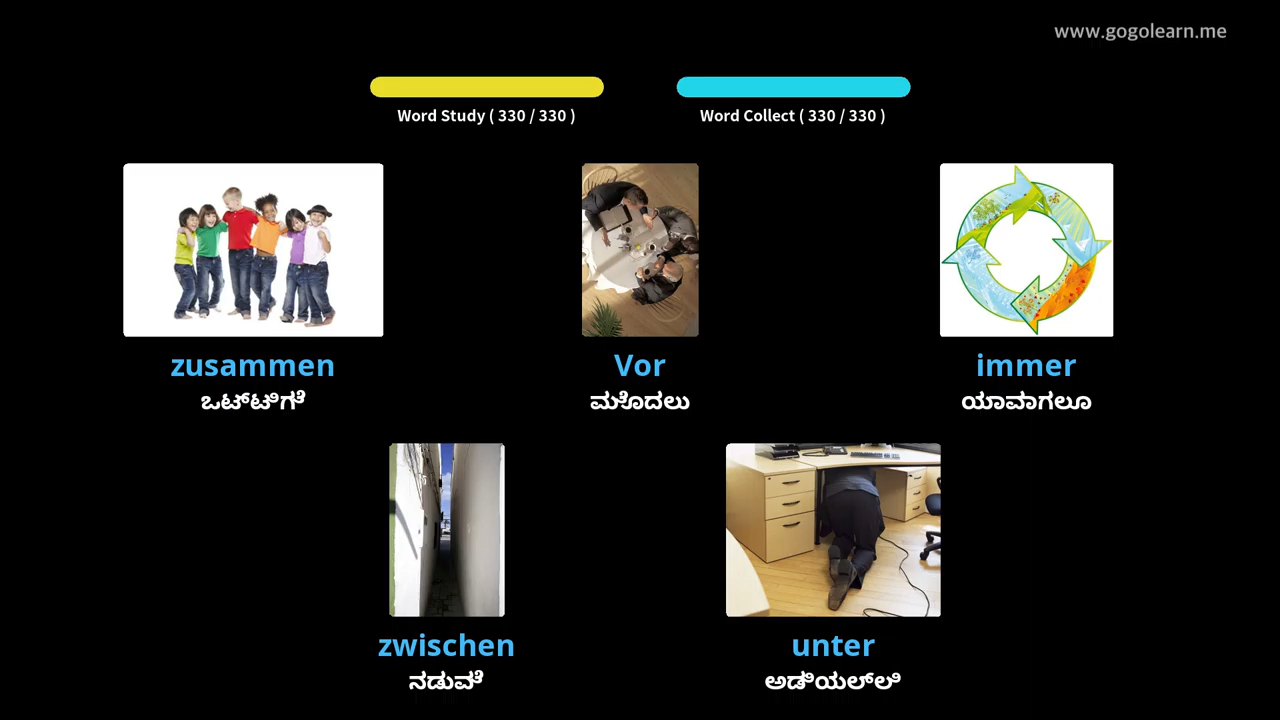 www.gogolearn.me
Word Study ( 330 / 330 )
Word Collect ( 330 / 330 )
zusammen
ಒಟ್ಟಿಗೆ
Vor
ಮೊದಲು
immer
ಯಾವಾಗಲೂ
zwischen
ನಡುವೆ
unter
ಅಡಿಯಲ್ಲಿ